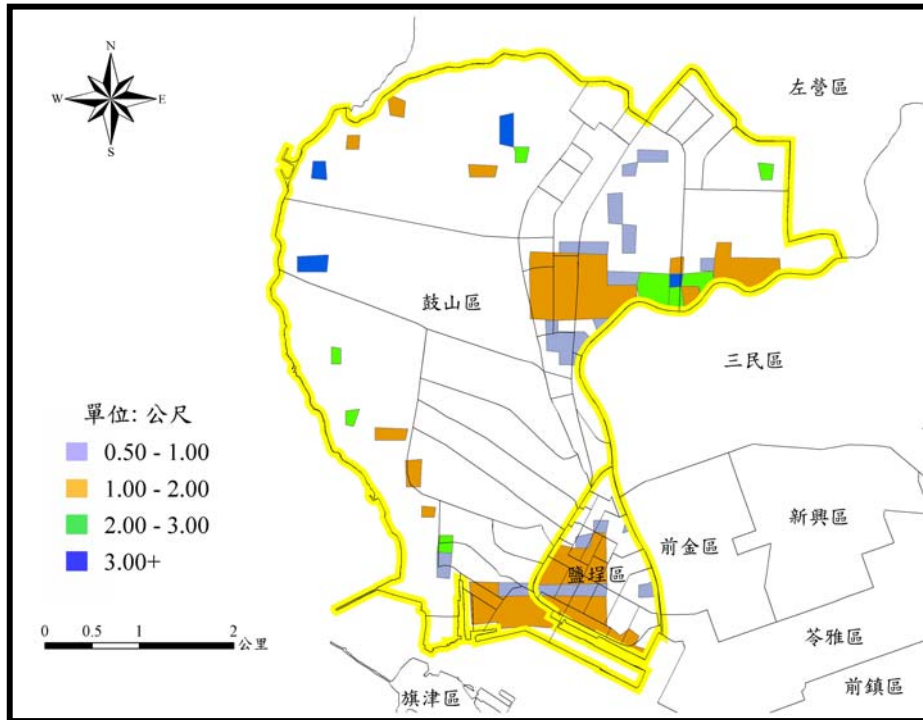 N
W
E
S
左營區
鼓山區
三民區
單位: 公尺
0.50 - 1.00
1.00 - 2.00
2.00 - 3.00
3.00+
新興區
前金區
鹽埕區
0 0.5 1 2
公里
苓雅區
前鎮區
旗津區